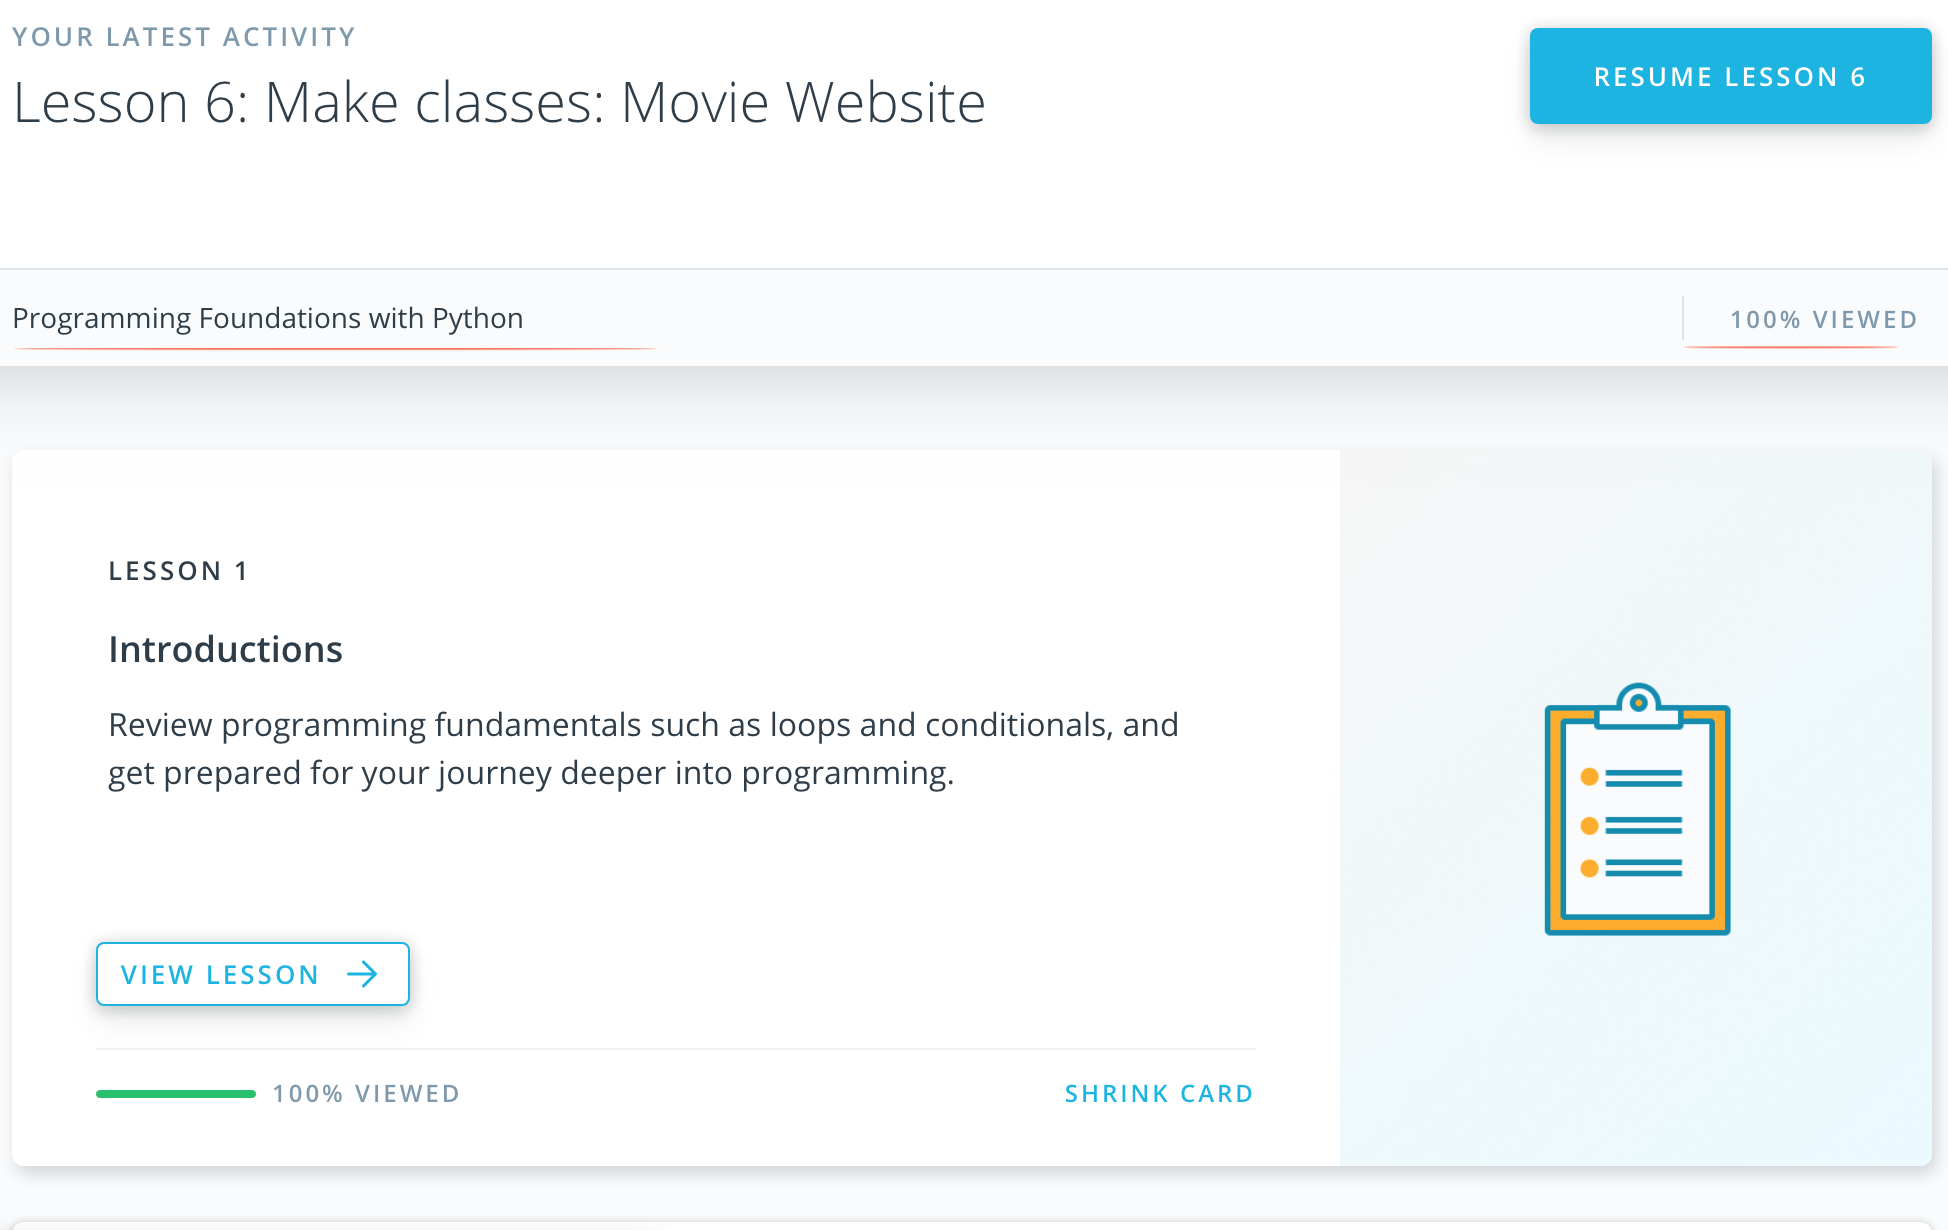 YOUR LATEST ACTIVITY
Lesson 6: Make classes: Movie Website
RESUME LESSON 6
Programming Foundations with Python
100% VIEWED
LESSON 1
Introductions
Review programming fundamentals such as loops and conditionals, and
get prepared for your journey deeper into programming.
VIEW LESSON
100% VIEWED
SHRINK CARD